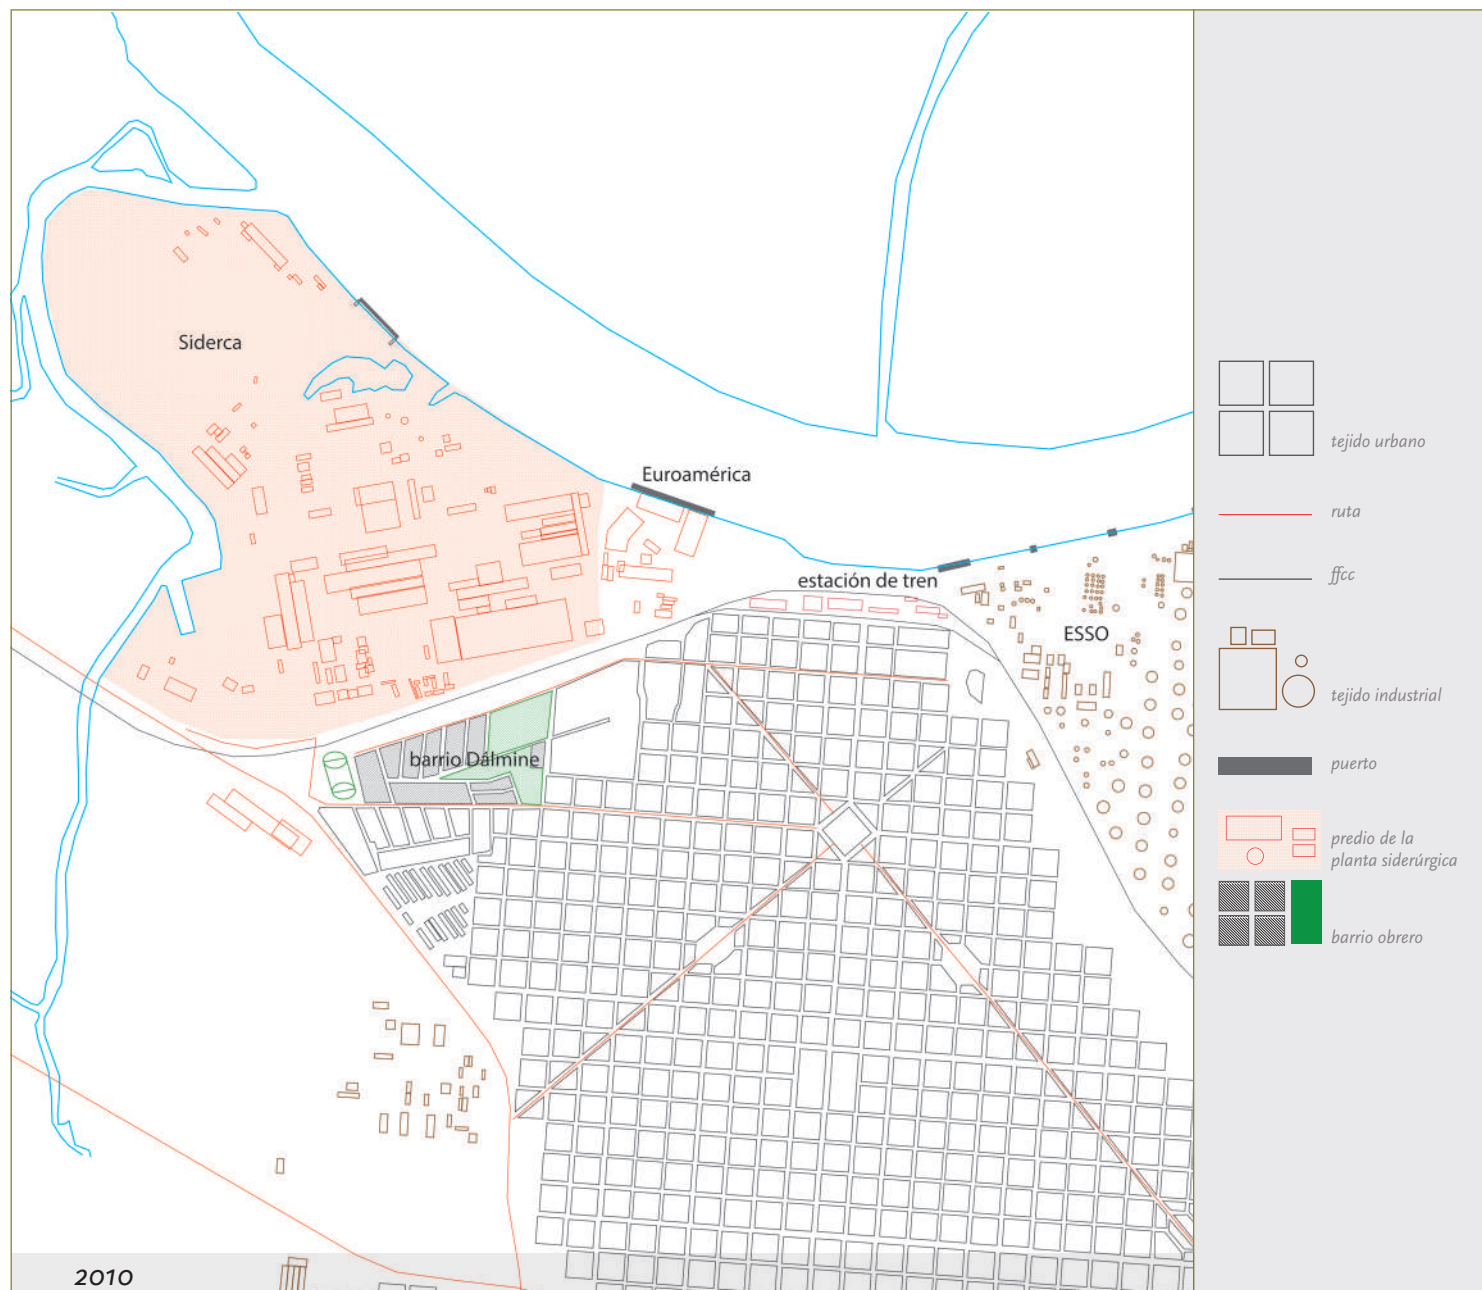 Siderca
Euroamérica
estación de tren
ESSO
barrio Dálmine
2010
tejido urbano
ruta
ffcc
tejido industrial
puerto
predio de la
planta siderúrgica
barrio obrero